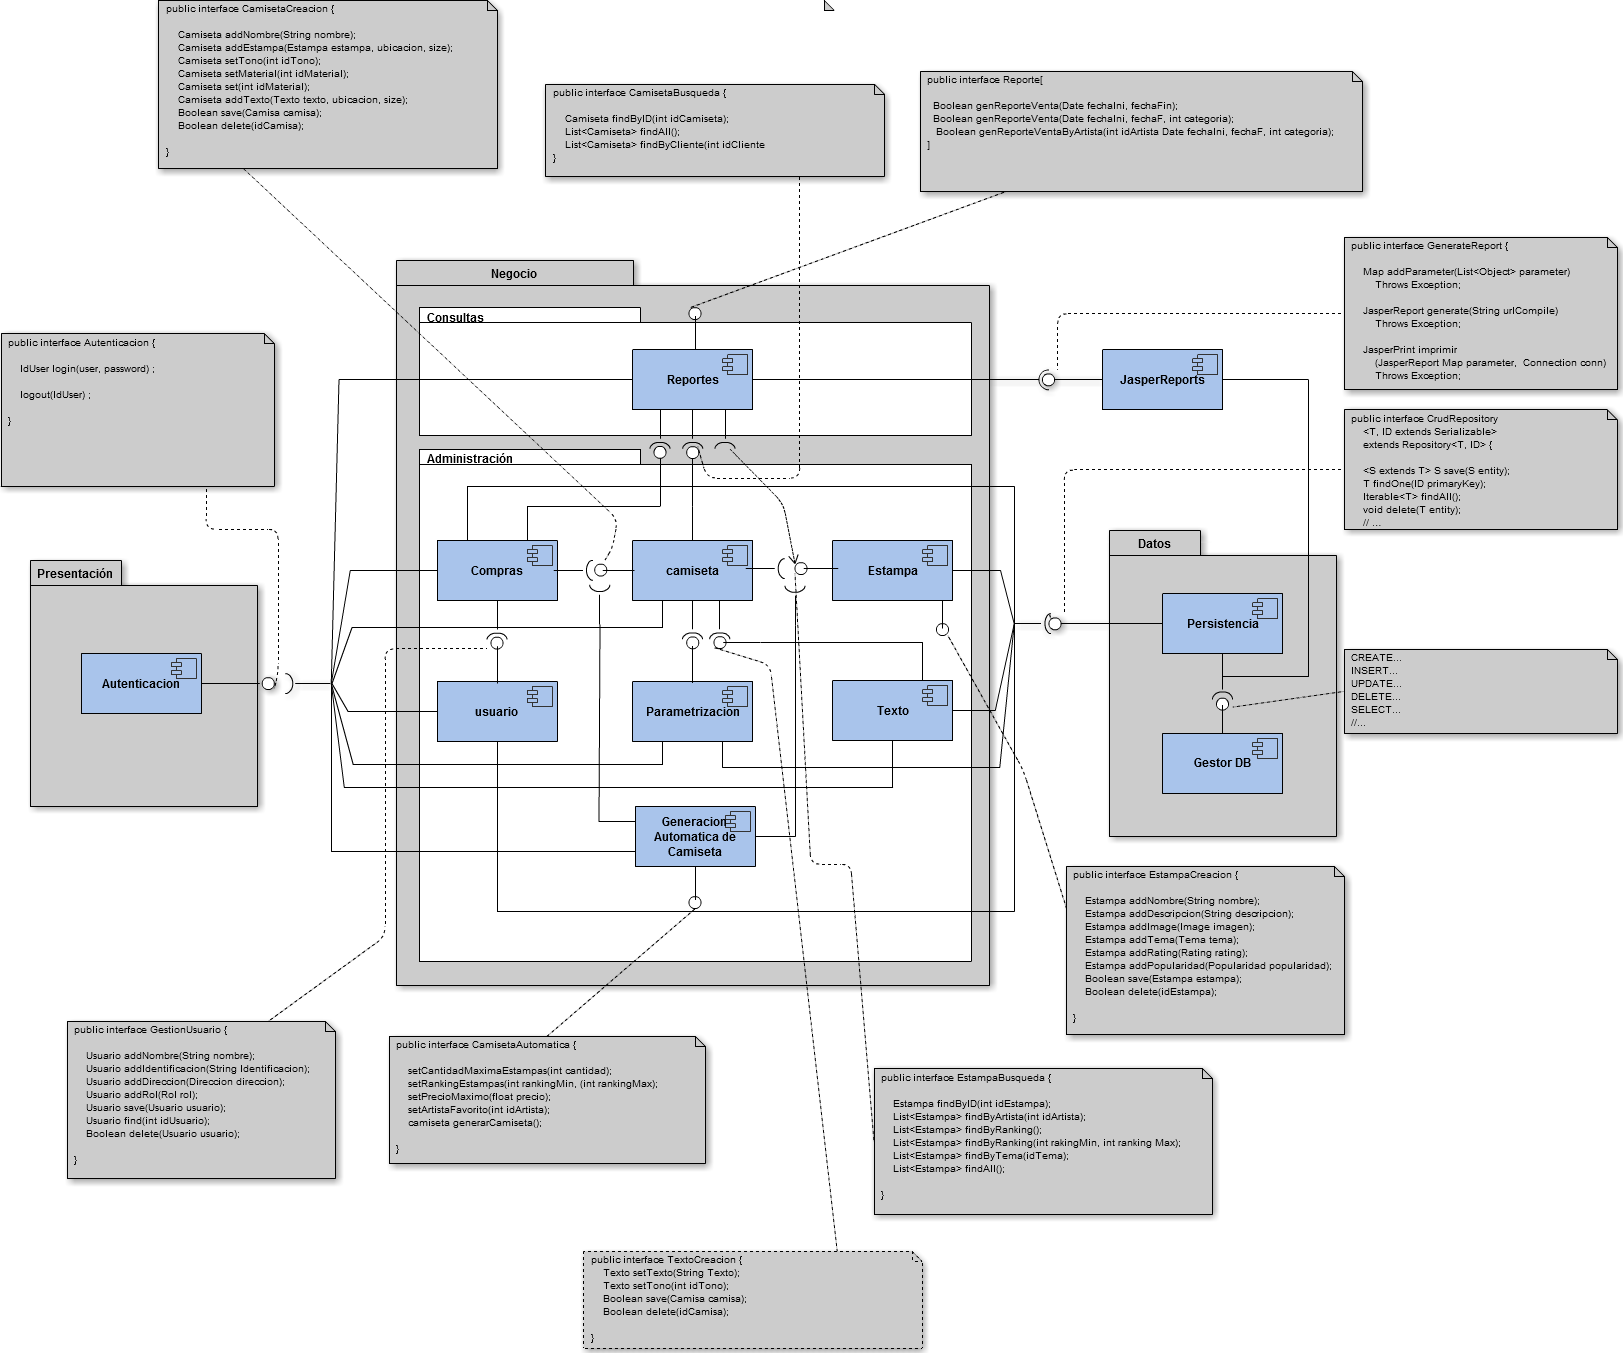 public interface CamisetaCreacion {
Camiseta addNombre(String nombre);
Camiseta addEstampa(Estampa estampa, ubicacion, size);
Camiseta setTono(int idTono);
Camiseta setMaterial(int idMaterial);
Camiseta set(int idMaterial);
Camiseta addTexto(Texto texto, ubicacion, size);
Boolean save(Camisa camisa);
Boolean delete(idCamisa);
}
public interface CamisetaBusqueda {
Camiseta findByID(int idCamiseta);
List<Camiseta> findAll();
List<Camiseta> findByCliente(int idCliente
}
public interface Reporte[
Boolean genReporteVenta(Date fechaIni, fechaFin);
Boolean genReporteVenta(Date fechaIni, fechaF, int categoria);
Boolean genReporteVentaByArtista(int idArtista Date fechaIni, fechaF, int categoria);
]
public interface GenerateReport {
Map addParameter(List<Object> parameter)
Throws Exception;
JasperReport generate(String urlCompile)
Throws Exception;
JasperPrint imprimir
(JasperReport Map parameter,  Connection conn)
Throws Exception;
public interface Autenticacion {
IdUser login(user, password) ;
logout(IdUser) ;
}
public interface CrudRepository
<T, ID extends Serializable>
extends Repository<T, ID> {
<S extends T> S save(S entity);
T findOne(ID primaryKey);
Iterable<T> findAll();
void delete(T entity);
// ...
Negocio
Consultas
Reportes
JasperReports
Administración
Compras
camiseta
Estampa
usuario
Parametrización
Texto
Generacion
Automatica de
Camiseta
Presentación
Autenticacion
Datos
Persistencia
Gestor DB
CREATE...
INSERT...
UPDATE...
DELETE...
SELECT...
//...
public interface EstampaCreacion {
Estampa addNombre(String nombre);
Estampa addDescripcion(String descripcion);
Estampa addImage(Image imagen);
Estampa addTema(Tema tema);
Estampa addRating(Rating rating);
Estampa addPopularidad(Popularidad popularidad);
Boolean save(Estampa estampa);
Boolean delete(idEstampa);
}
public interface GestionUsuario {
Usuario addNombre(String nombre);
Usuario addIdentificacion(String Identificacion);
Usuario addDireccion(Direccion direccion);
Usuario addRol(Rol rol);
Usuario save(Usuario usuario);
Usuario find(int idUsuario);
Boolean delete(Usuario usuario);
}
public interface CamisetaAutomatica {
setCantidadMaximaEstampas(int cantidad);
setRankingEstampas(int rankingMin, (int rankingMax);
setPrecioMaximo(float precio);
setArtistaFavorito(int idArtista);
camiseta generarCamiseta();
}
public interface EstampaBusqueda {
Estampa findByID(int idEstampa);
List<Estampa> findByArtista(int idArtista);
List<Estampa> findByRanking();
List<Estampa> findByRanking(int rakingMin, int ranking Max);
List<Estampa> findByTema(idTema);
List<Estampa> findAll();
}
public interface TextoCreacion {
Texto setTexto(String Texto);
Texto setTono(int idTono);
Boolean save(Camisa camisa);
Boolean delete(idCamisa);
}